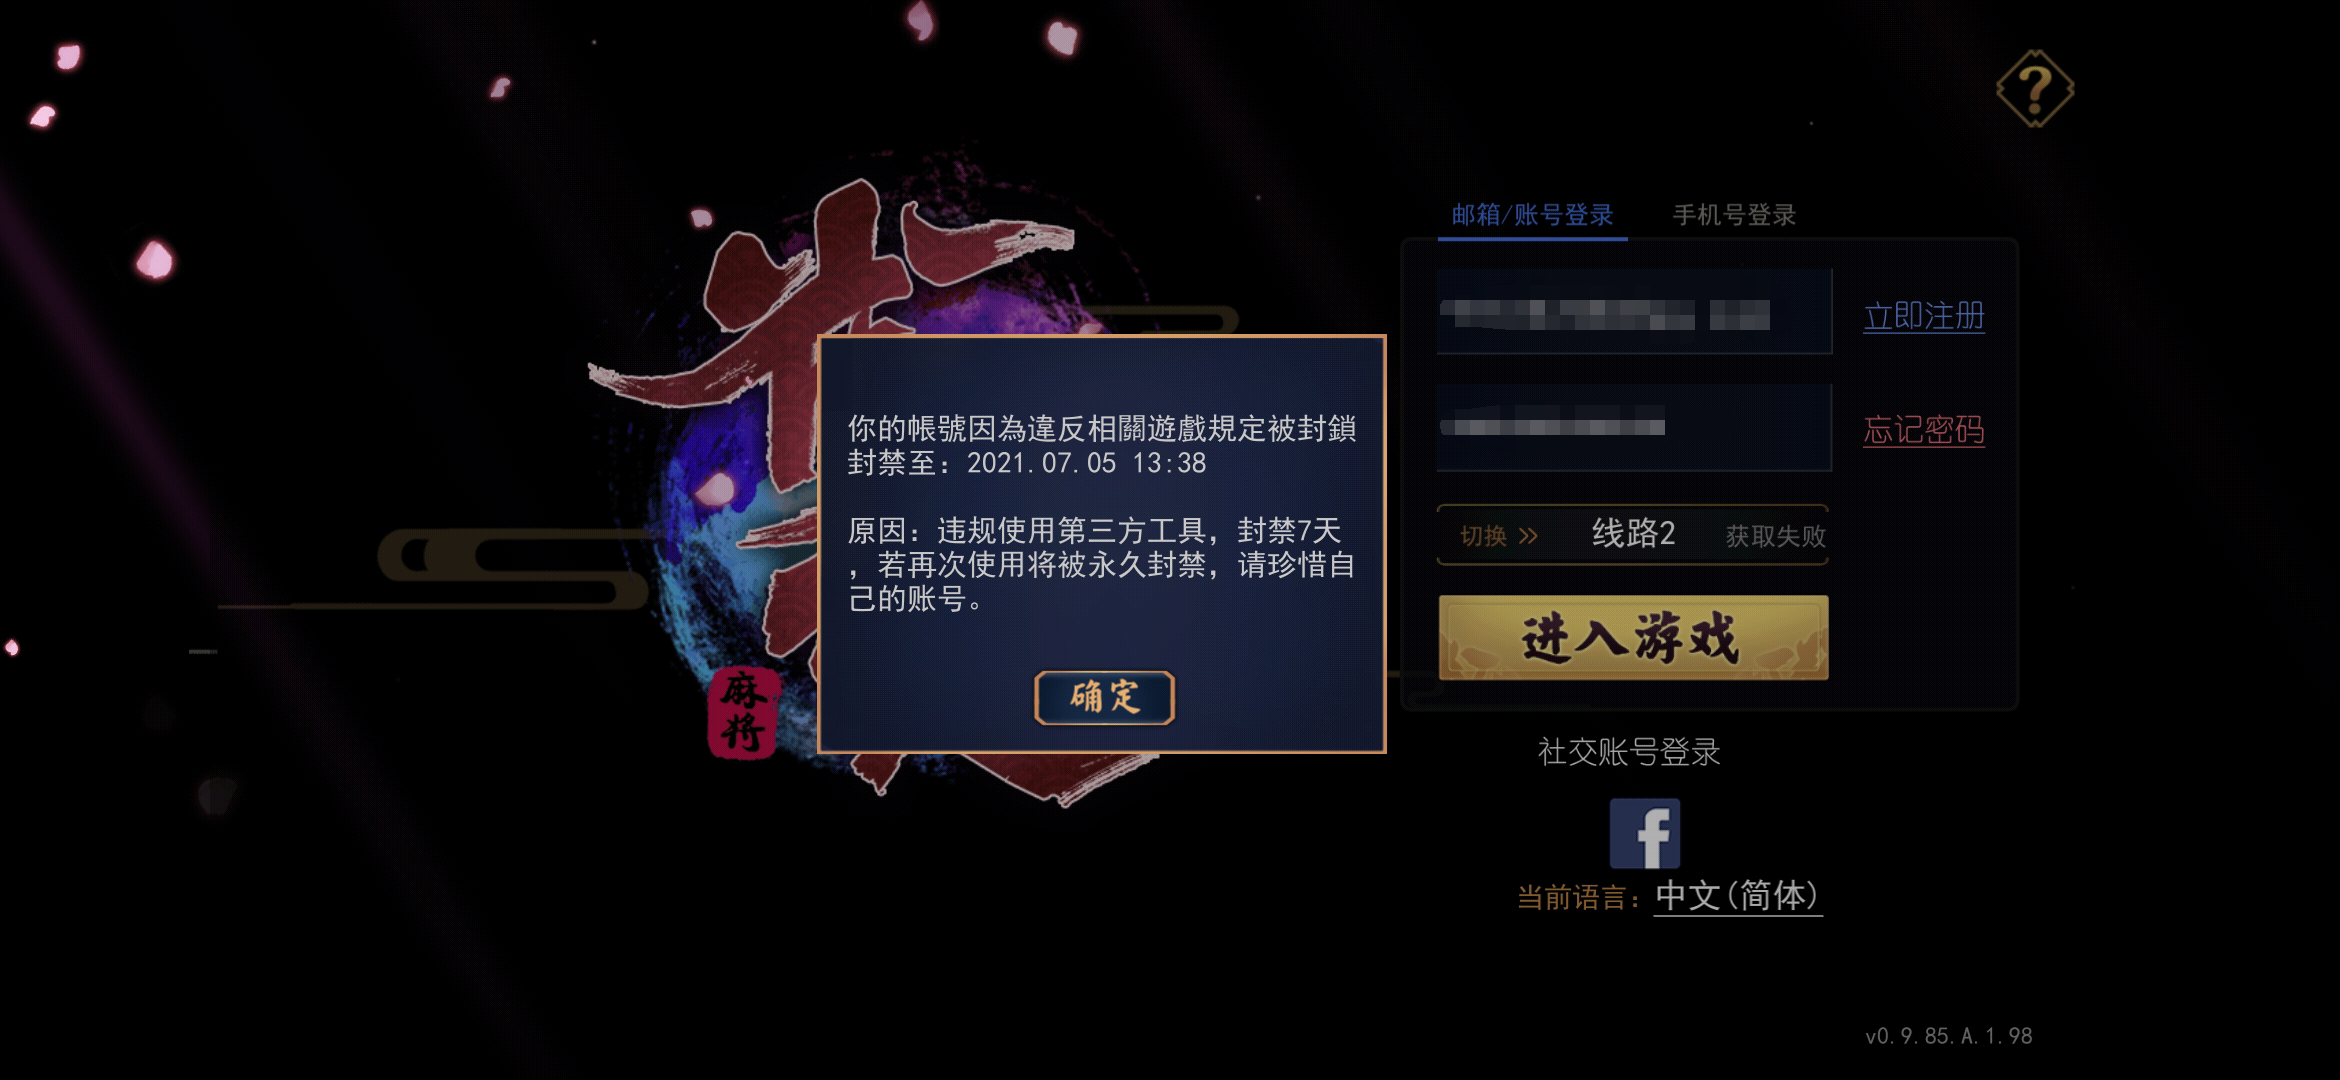 邮箱/账号登录 手机号登录
立即注册
忘记密码
切换 >> 线路2 获取失败
进入游戏
社交账号登录
f
当前语言：中文(简体)
v0.9.85.A.1.98
你的帳號因為違反相關遊戲規定被封鎖
封禁至：2021.07.05 13:38
原因：违规使用第三方工具，封禁7天
，若再次使用将被永久封禁，请珍惜自
己的账号。
确定
麻
将
?